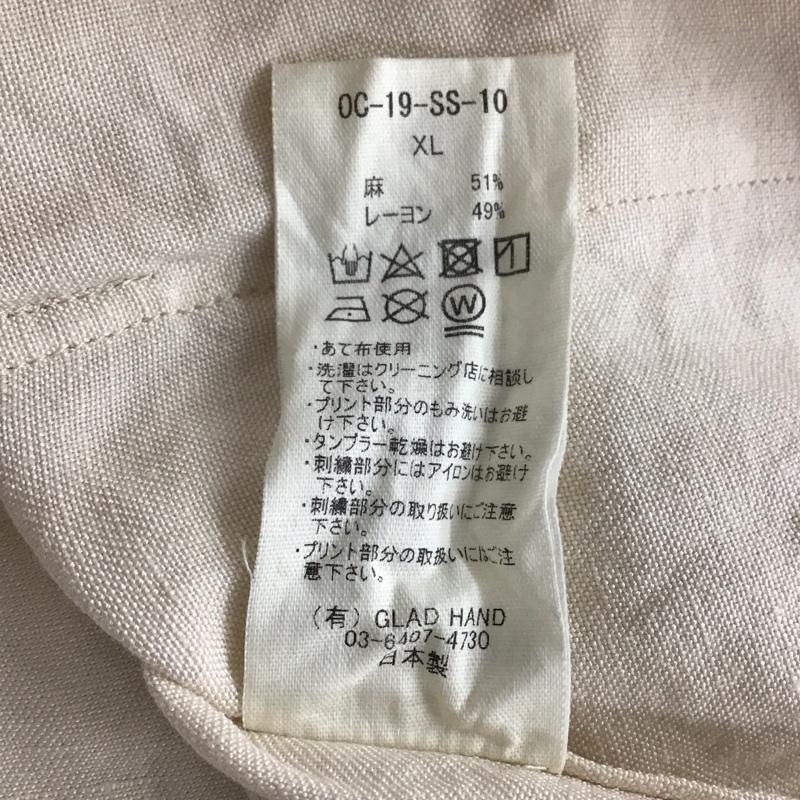 OC-19-SS-10
XL
麻 51%
レーヨン 49%
W
・あて布使用
・洗濯はクリーニング店に相談し
て下さい。
・プリント部分のもみ洗いはお避
け下さい。
・タンブラー乾燥はお避け下さい。
・刺繍部分にはアイロンはお避け
下さい。
・刺繍部分の取り扱いにご注意
下さい。
・プリント部分の取扱いにはご注
意下さい。
(有) GLAD HAND
03-6407-4730
日本製